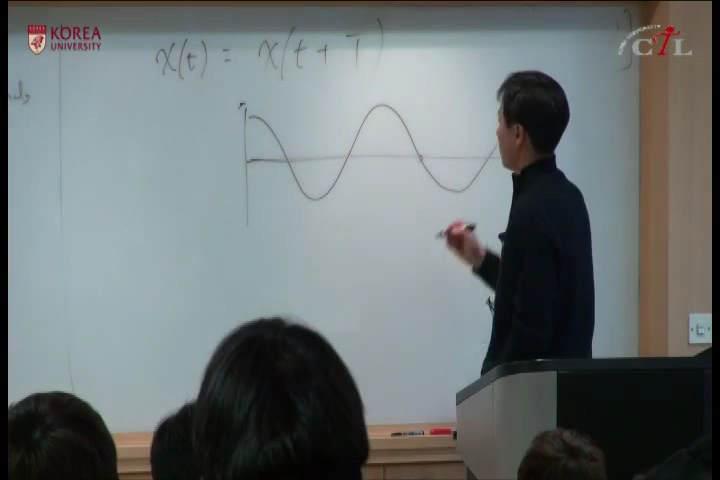 KOREA
UNIVERSITY
CTL
x(t) = x(t + T)